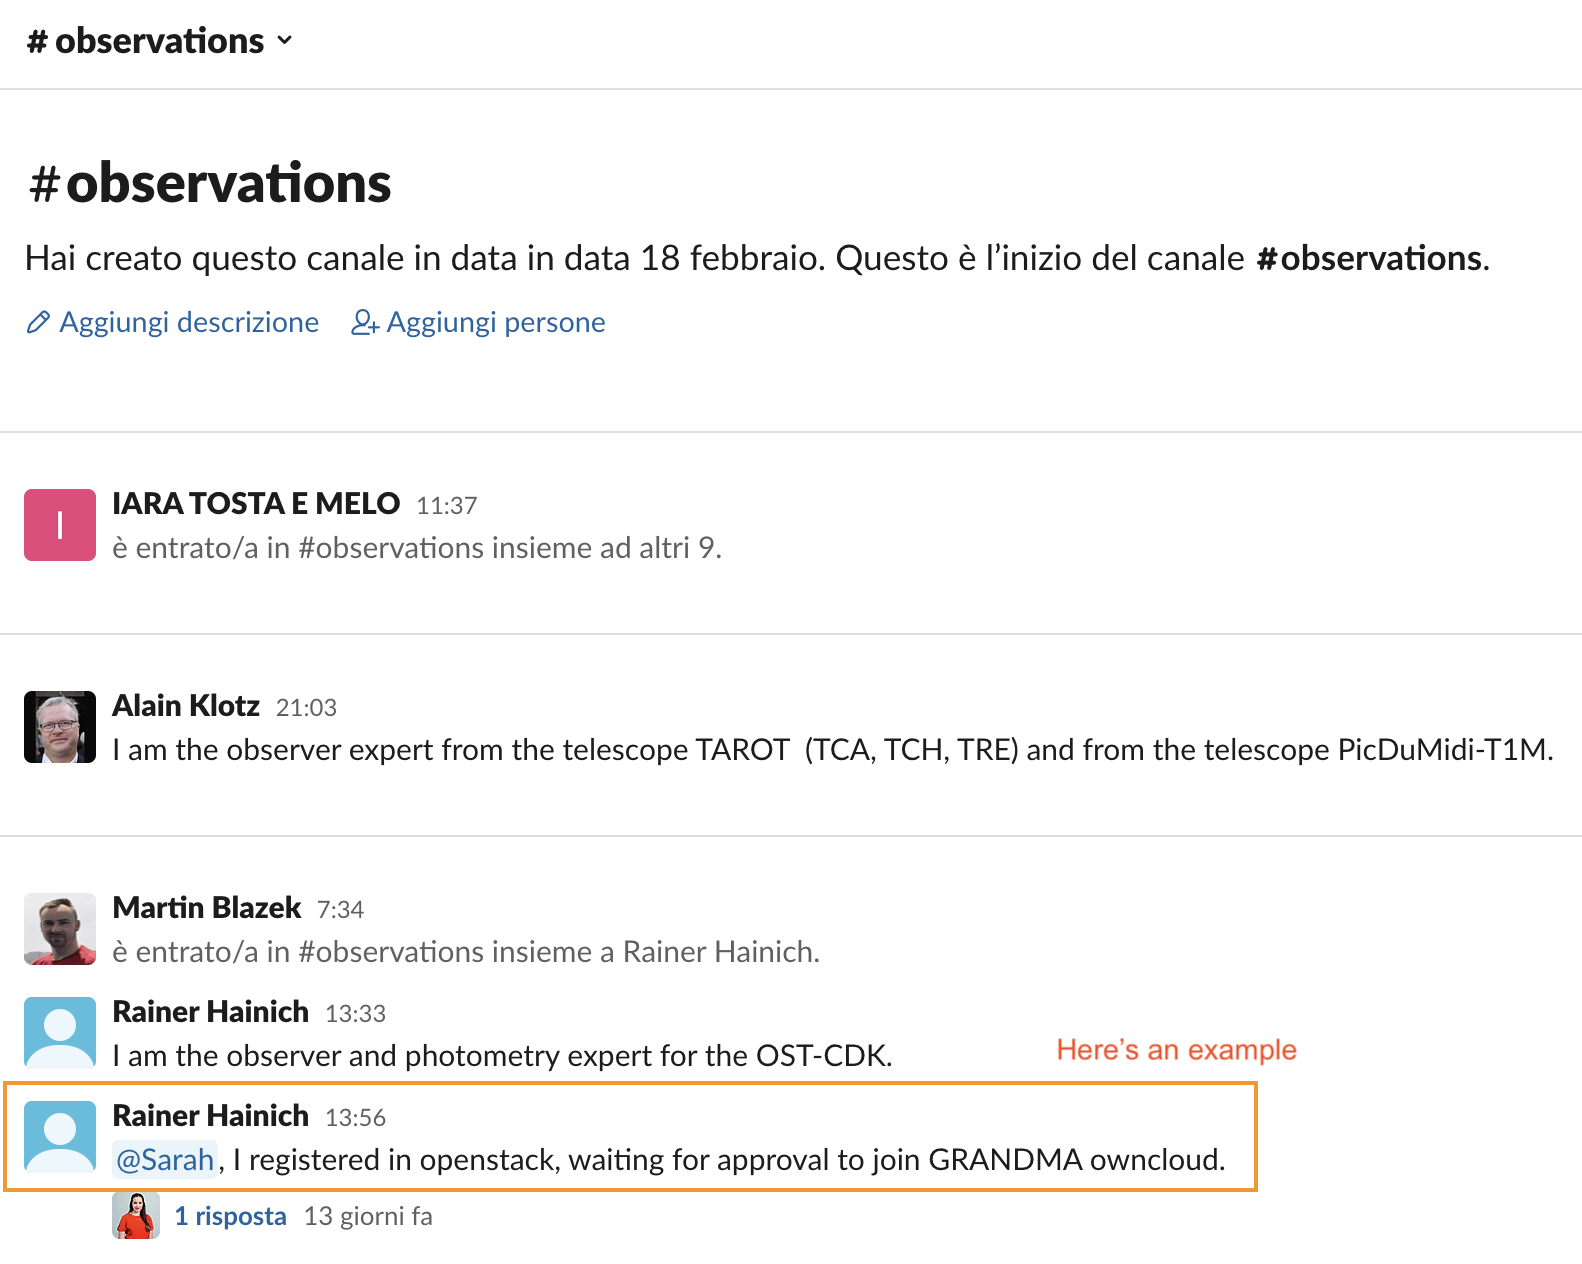 # observations
#observations
Hai creato questo canale in data in data 18 febbraio. Questo è l’inizio del canale #observations.
Aggiungi descrizione Aggiungi persone
I
IARA TOSTA E MELO 11:37
è entrato/a in #observations insieme ad altri 9.
Alain Klotz 21:03
I am the observer expert from the telescope TAROT (TCA, TCH, TRE) and from the telescope PicDuMidi-T1M.
Martin Blazek 7:34
è entrato/a in #observations insieme a Rainer Hainich.
Rainer Hainich 13:33
I am the observer and photometry expert for the OST-CDK.
Here’s an example
Rainer Hainich 13:56
@Sarah, I registered in openstack, waiting for approval to join GRANDMA owncloud.
1 risposta 13 giorni fa